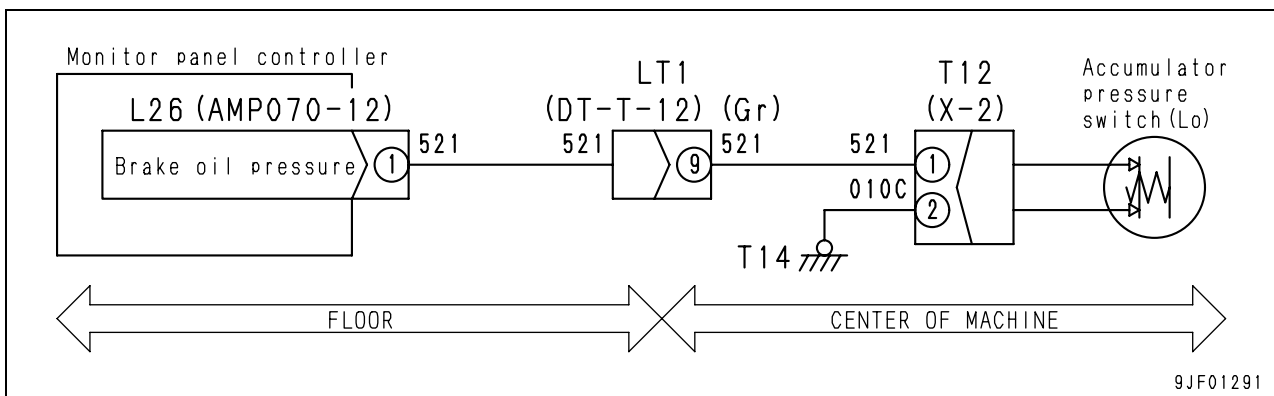 Monitor panel controller
L26 (AMP070-12)
Brake oil pressure
1
521
LT1
(DT-T-12) (Gr)
521
9
521
T12
(X-2)
521
1
010C
2
T14
Accumulator
pressure
switch (Lo)
FLOOR
CENTER OF MACHINE
9JF01291